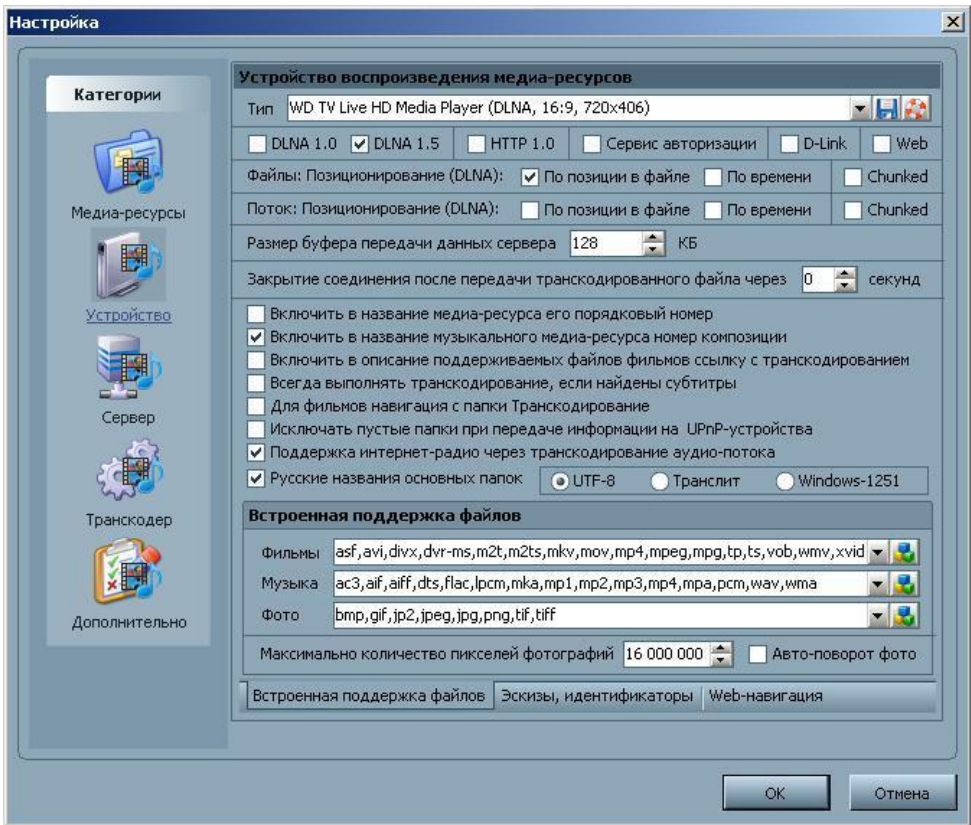 Настройка
Категории
Медиа-ресурсы
Устройство
Сервер
Транскодер
Дополнительно
Устройство воспроизведения медиа-ресурсов
Тип WD TV Live HD Media Player (DLNA, 16:9, 720x406)
DLNA 1.0 DLNA 1.5 HTTP 1.0 Сервис авторизации D-Link Web
Файлы: Позиционирование (DLNA): По позиции в файле По времени Chunked
Поток: Позиционирование (DLNA): По позиции в файле По времени Chunked
Размер буфера передачи данных сервера 128 КБ
Закрытие соединения после передачи транскодированного файла через 0 секунд
Включить в название медиа-ресурса его порядковый номер
Включить в название музыкального медиа-ресурса номер композиции
Включить в описание поддерживаемых файлов фильмов ссылку с транскодированием
Всегда выполнять транскодирование, если найдены субтитры
Для фильмов навигация с папки Транскодирование
Исключать пустые папки при передаче информации на UPnP-устройства
Поддержка интернет-радио через транскодирование аудио-потока
Русские названия основных папок UTF-8 Транслит Windows-1251
Встроенная поддержка файлов
Фильмы asf,avi,divx,dvr-ms,m2t,m2ts,mkv,mov,mp4,mpeg,mpg,tp,ts,vob,wmv,xvid
Музыка ac3,aif,aiff,dts,flac,lpcm,mka,mp1,mp2,mp3,mp4,mpa,pcm,wav,wma
Фото bmp,gif,jp2,jpeg,jpg,png,tif,tiff
Максимально количество пикселей фотографий 16 000 000 Авто-поворот фото
Встроенная поддержка файлов Эскизы, идентификаторы Web-навигация
OK Отмена